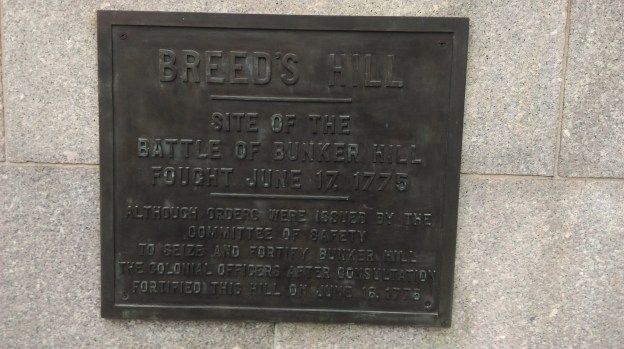 BREED'S HILL
SITE OF THE
BATTLE OF BUNKER HILL
FOUGHT JUNE 17, 1775
ALTHOUGH ORDERS WERE ISSUED BY THE
COMMITTEE OF SAFETY
TO SEIZE AND FORTIFY BUNKER HILL
THE COLONIAL OFFICERS AFTER CONSULTATION
FORTIFIED THIS HILL ON JUNE 16, 1775